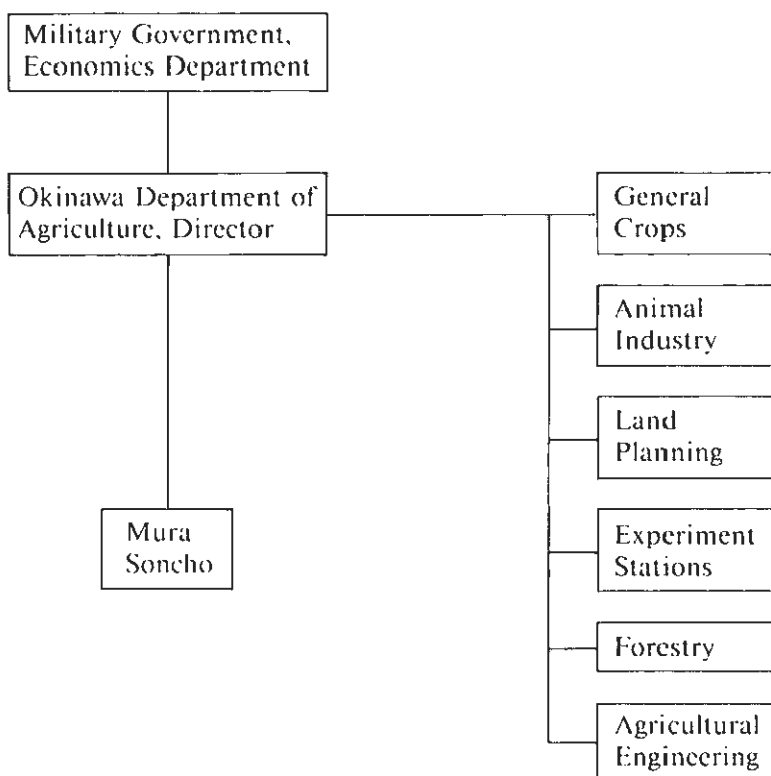 Military Government,
Economics Department
Okinawa Department of
Agriculture, Director
General
Crops
Animal
Industry
Land
Planning
Mura
Soncho
Experiment
Stations
Forestry
Agricultural
Engineering